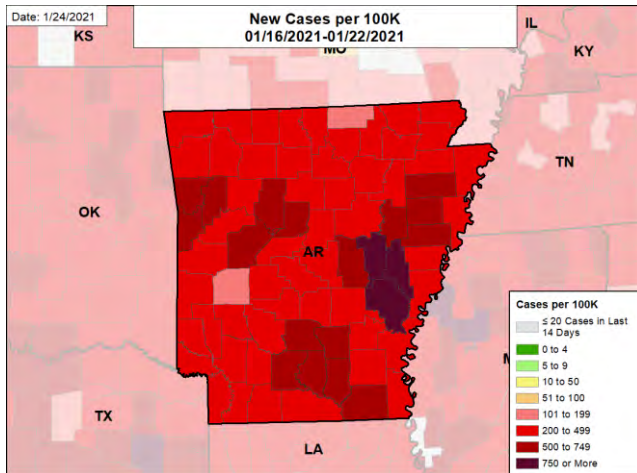 Date: 1/24/2021
New Cases per 100K
01/16/2021-01/22/2021
KS
MO
IL
KY
TN
OK
AR
TX
LA
M
Cases per 100K
≤ 20 Cases in Last
14 Days
0 to 4
5 to 9
10 to 50
51 to 100
101 to 199
200 to 499
500 to 749
750 or More